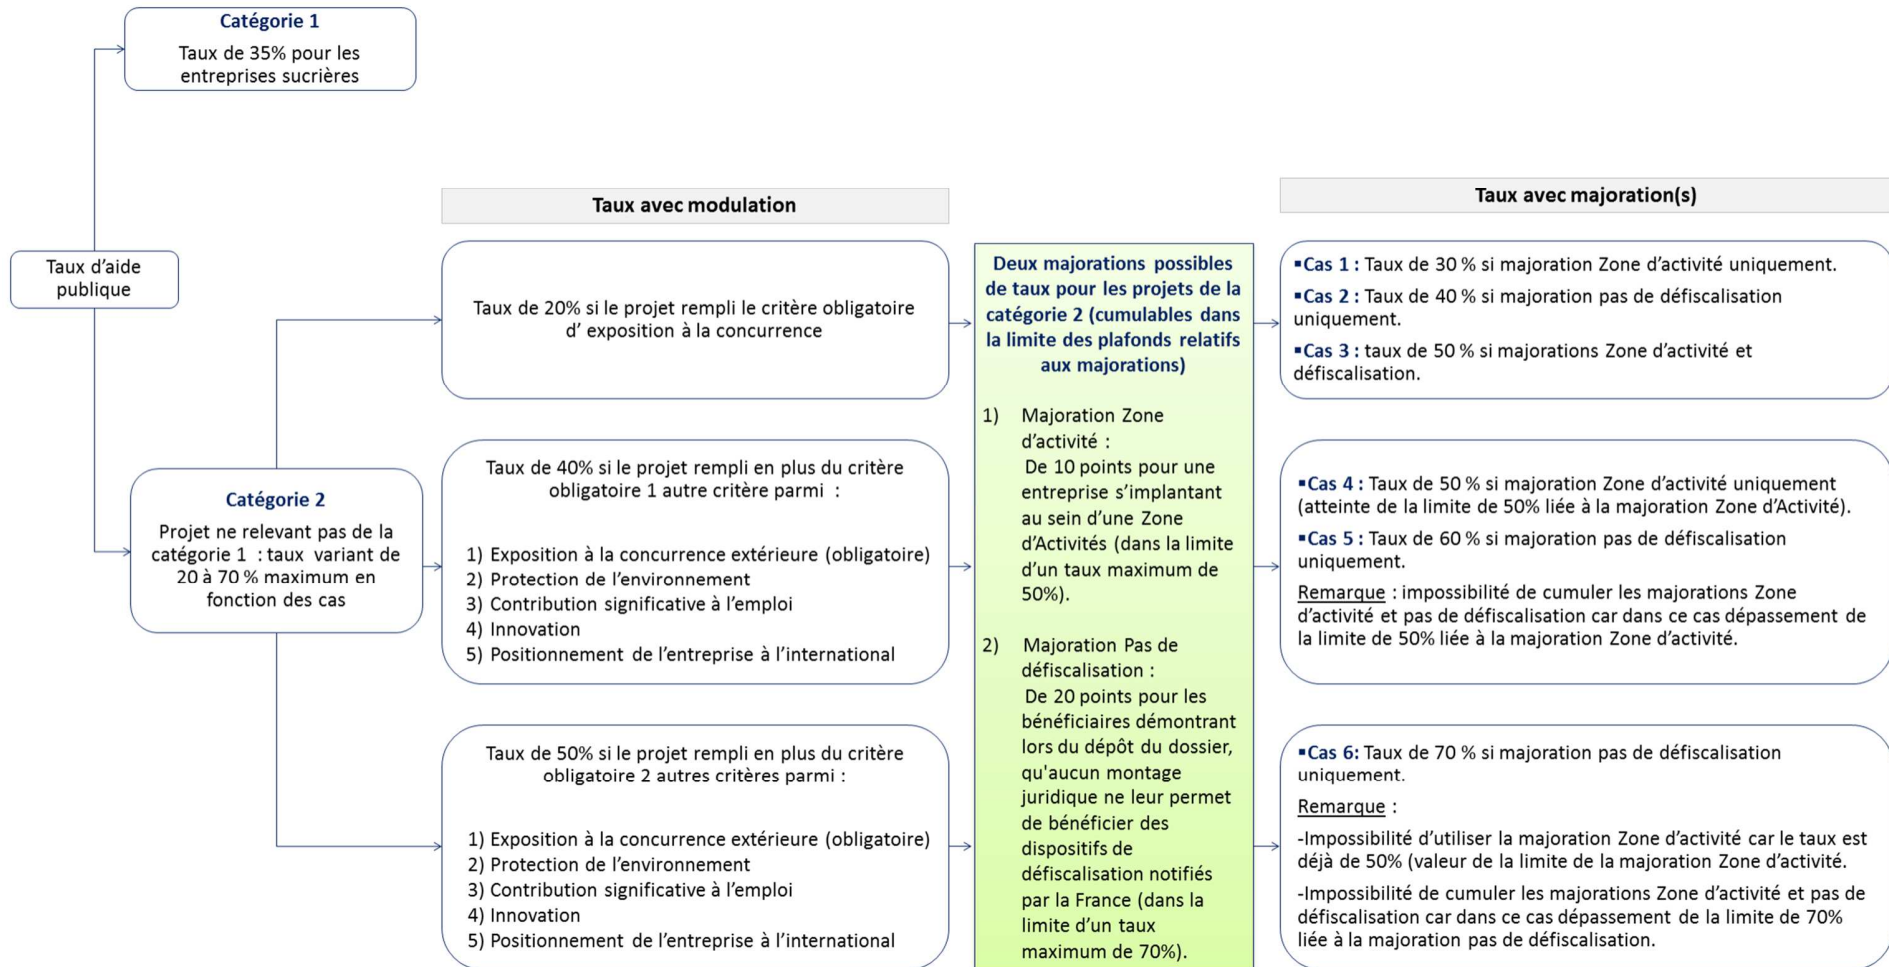 Catégorie 1
Taux de 35% pour les
entreprises sucrières
Taux d'aide
publique
Catégorie 2
Projet ne relevant pas de la
catégorie 1 : taux variant de
20 à 70 % maximum en
fonction des cas
Taux avec modulation
Taux de 20% si le projet rempli le critère obligatoire
d' exposition à la concurrence
Taux de 40% si le projet rempli en plus du critère
obligatoire 1 autre critère parmi :
1) Exposition à la concurrence extérieure (obligatoire)
2) Protection de l'environnement
3) Contribution significative à l'emploi
4) Innovation
5) Positionnement de l'entreprise à l'international
Taux de 50% si le projet rempli en plus du critère
obligatoire 2 autres critères parmi :
1) Exposition à la concurrence extérieure (obligatoire)
2) Protection de l'environnement
3) Contribution significative à l'emploi
4) Innovation
5) Positionnement de l'entreprise à l'international
Deux majorations possibles
de taux pour les projets de la
catégorie 2 (cumulables dans
la limite des plafonds relatifs
aux majorations)
1) Majoration Zone
d'activité :
De 10 points pour une
entreprise s'implantant
au sein d'une Zone
d'Activités (dans la limite
d'un taux maximum de
50%).
2) Majoration Pas de
défiscalisation :
De 20 points pour les
bénéficiaires démontrant
lors du dépôt du dossier,
qu'aucun montage
juridique ne leur permet
de bénéficier des
dispositifs de
défiscalisation notifiés
par la France (dans la
limite d'un taux
maximum de 70%).
Taux avec majoration(s)
▪Cas 1 : Taux de 30 % si majoration Zone d'activité uniquement.
▪Cas 2 : Taux de 40 % si majoration pas de défiscalisation
uniquement.
▪Cas 3 : taux de 50 % si majorations Zone d'activité et
défiscalisation.
▪Cas 4 : Taux de 50 % si majoration Zone d'activité uniquement
(atteinte de la limite de 50% liée à la majoration Zone d'Activité).
▪Cas 5 : Taux de 60 % si majoration pas de défiscalisation
uniquement.
Remarque : impossibilité de cumuler les majorations Zone
d'activité et pas de défiscalisation car dans ce cas dépassement de
la limite de 50% liée à la majoration Zone d'activité.
▪Cas 6: Taux de 70 % si majoration pas de défiscalisation
uniquement.
Remarque :
-Impossibilité d'utiliser la majoration Zone d'activité car le taux est
déjà de 50% (valeur de la limite de la majoration Zone d'activité.
-Impossibilité de cumuler les majorations Zone d'activité et pas de
défiscalisation car dans ce cas dépassement de la limite de 70%
liée à la majoration pas de défiscalisation.